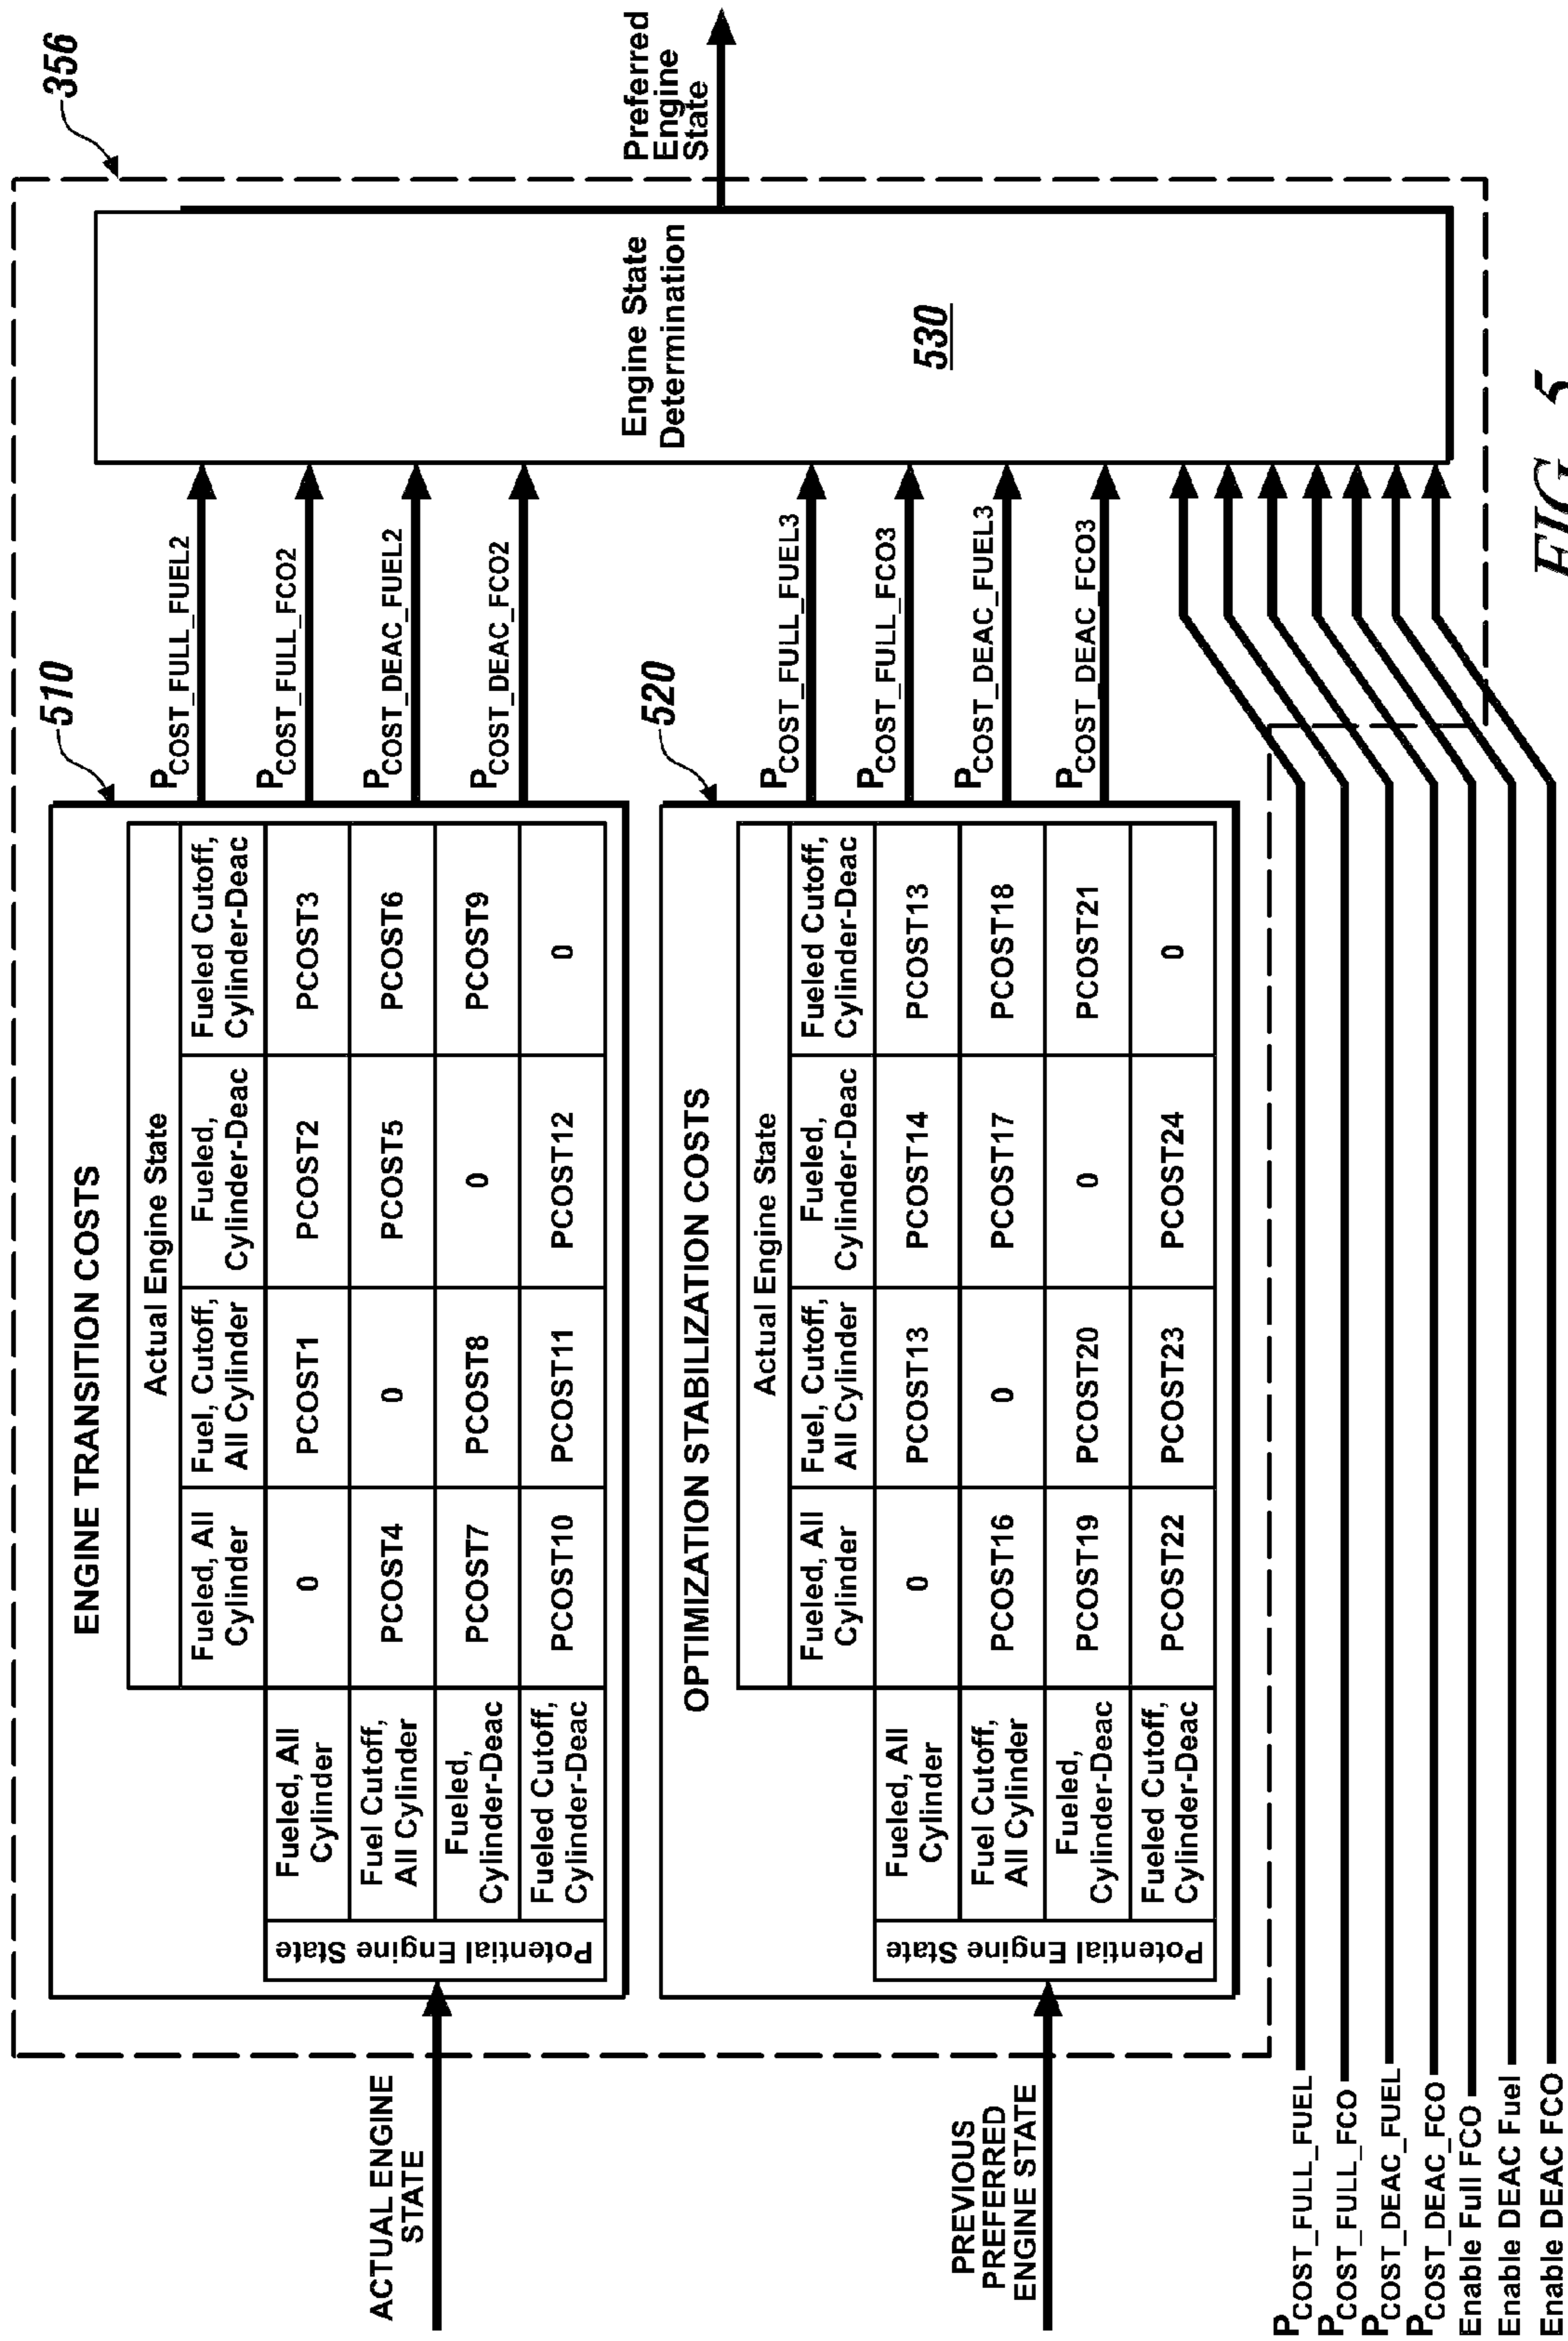 356
510
ENGINE TRANSITION COSTS
Actual Engine State
Fueled, All
Cylinder
Fuel, Cutoff,
All Cylinder
Fueled,
Cylinder-Deac
Fueled Cutoff,
Cylinder-Deac
Potential Engine State
Fueled, All
Cylinder
0
PCOST1
PCOST2
PCOST3
Fuel Cutoff,
All Cylinder
PCOST4
0
PCOST5
PCOST6
Fueled,
Cylinder-Deac
PCOST7
PCOST8
0
PCOST9
Fueled Cutoff,
Cylinder-Deac
PCOST10
PCOST11
PCOST12
0
ACTUAL ENGINE
STATE
PCOST_FULL_FUEL2
PCOST_FULL_FCO2
PCOST_DEAC_FUEL2
PCOST_DEAC_FCO2
520
OPTIMIZATION STABILIZATION COSTS
Actual Engine State
Fueled, All
Cylinder
Fuel, Cutoff,
All Cylinder
Fueled,
Cylinder-Deac
Fueled Cutoff,
Cylinder-Deac
Potential Engine State
Fueled, All
Cylinder
0
PCOST13
PCOST14
PCOST13
Fuel Cutoff,
All Cylinder
PCOST16
0
PCOST17
PCOST18
Fueled,
Cylinder-Deac
PCOST19
PCOST20
0
PCOST21
Fueled Cutoff,
Cylinder-Deac
PCOST22
PCOST23
PCOST24
0
PREVIOUS
PREFERRED
ENGINE STATE
PCOST_FULL_FUEL3
PCOST_FULL_FCO3
PCOST_DEAC_FUEL3
PCOST_DEAC_FCO3
Engine State
Determination
530
Preferred
Engine
State
PCOST_FULL_FUEL
PCOST_FULL_FCO
PCOST_DEAC_FUEL
PCOST_DEAC_FCO
Enable Full FCO
Enable DEAC Fuel
Enable DEAC FCO
FIG. 5